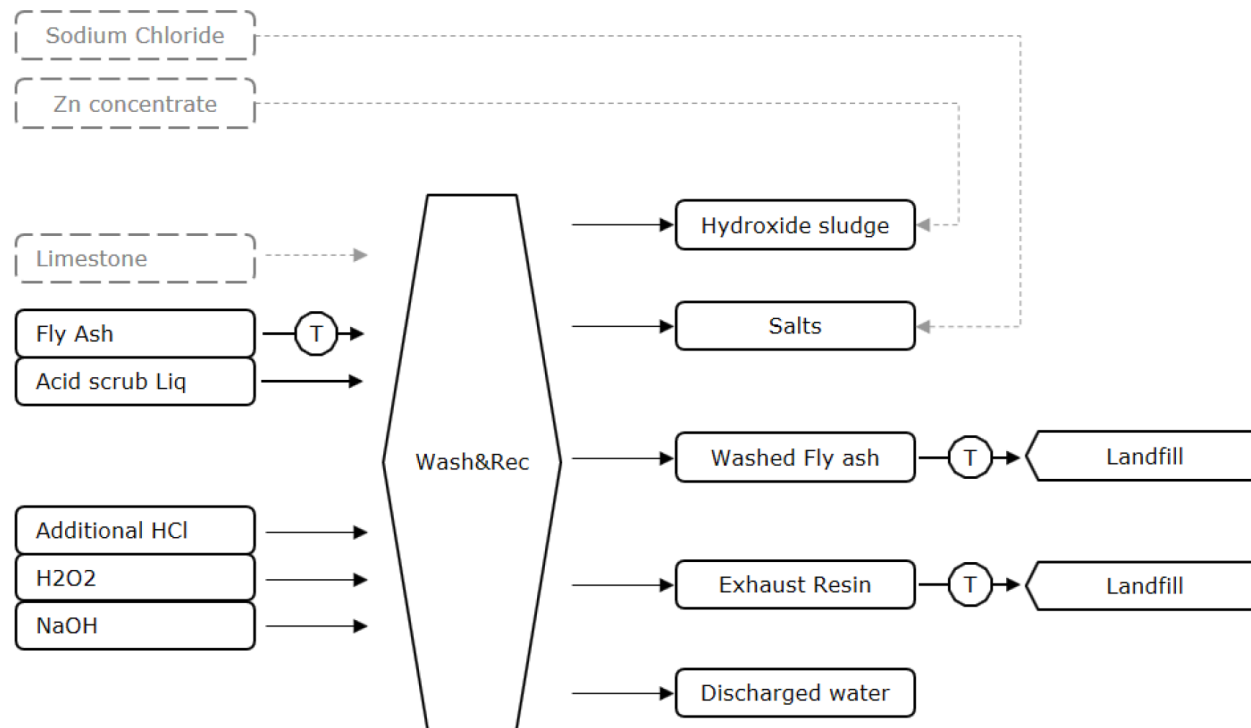 Sodium Chloride
Zn concentrate
Hydroxide sludge
Limestone
Salts
Fly Ash
T
Acid scrub Liq
Wash&Rec
Washed Fly ash
T
Landfill
Additional HCl
H2O2
NaOH
Exhaust Resin
T
Landfill
Discharged water